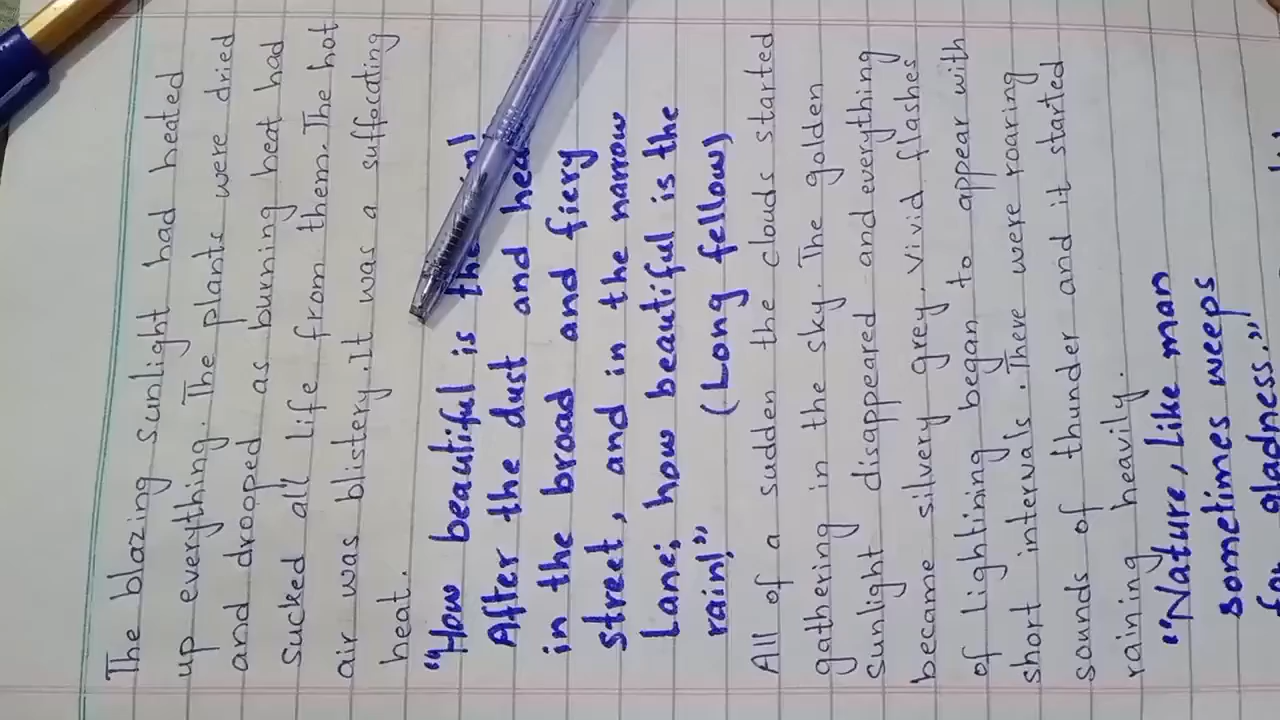 The blazing sunlight had heated
up everything. The plants were dried
and drooped as burning heat had
sucked all life from them. The hot
air was blistery. It was a suffocating
heat.
"How beautiful is the
After the dust and
in the broad and fiery
street, and in the narrow
Lane; how beautiful is the
rain!" (Long fellow)
All of a sudden the clouds started
gathering in the sky. The golden
sunlight disappeared and everything
became silvery grey. Vivid flashes
of lightining began to appear with
short intervals. There were roaring
sounds of thunder and it started
raining heavily.
"Nature, Like man
sometimes weeps
for gladness."